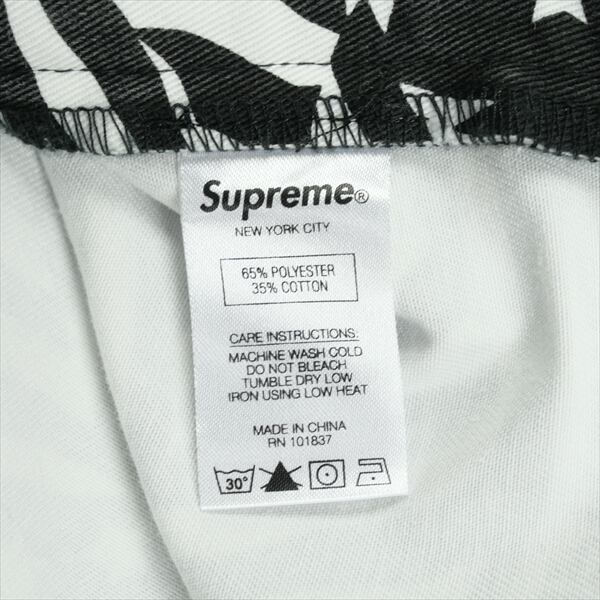 Supreme®
NEW YORK CITY
65% POLYESTER
35% COTTON
CARE INSTRUCTIONS:
MACHINE WASH COLD
DO NOT BLEACH
TUMBLE DRY LOW
IRON USING LOW HEAT
MADE IN CHINA
RN 101837
30°